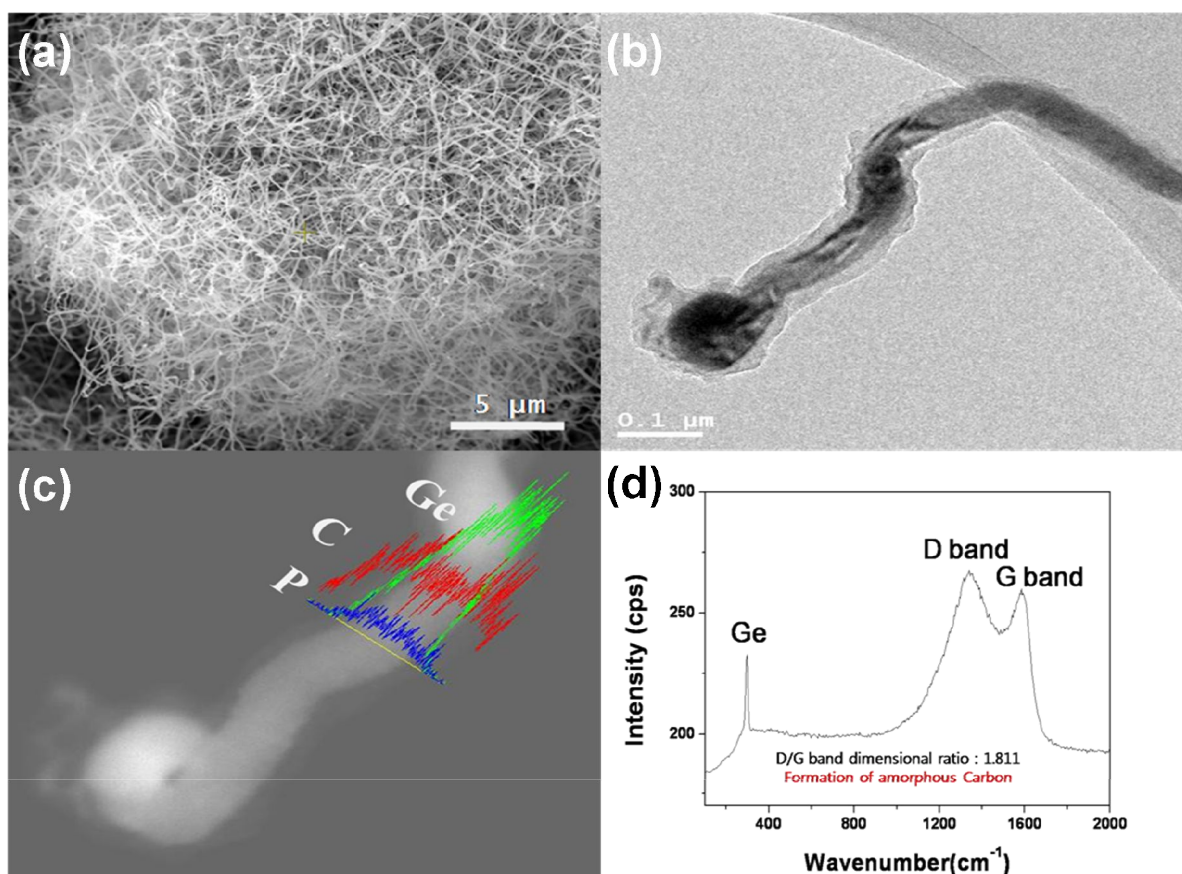 (a)
5 μm
(b)
0.1 μm
(c)
Ge
C
P
(d)
300
250
200
Intensity (cps)
D band
G band
Ge
D/G band dimensional ratio : 1.811
Formation of amorphous Carbon
400 800 1200 1600 2000
Wavenumber(cm⁻¹)